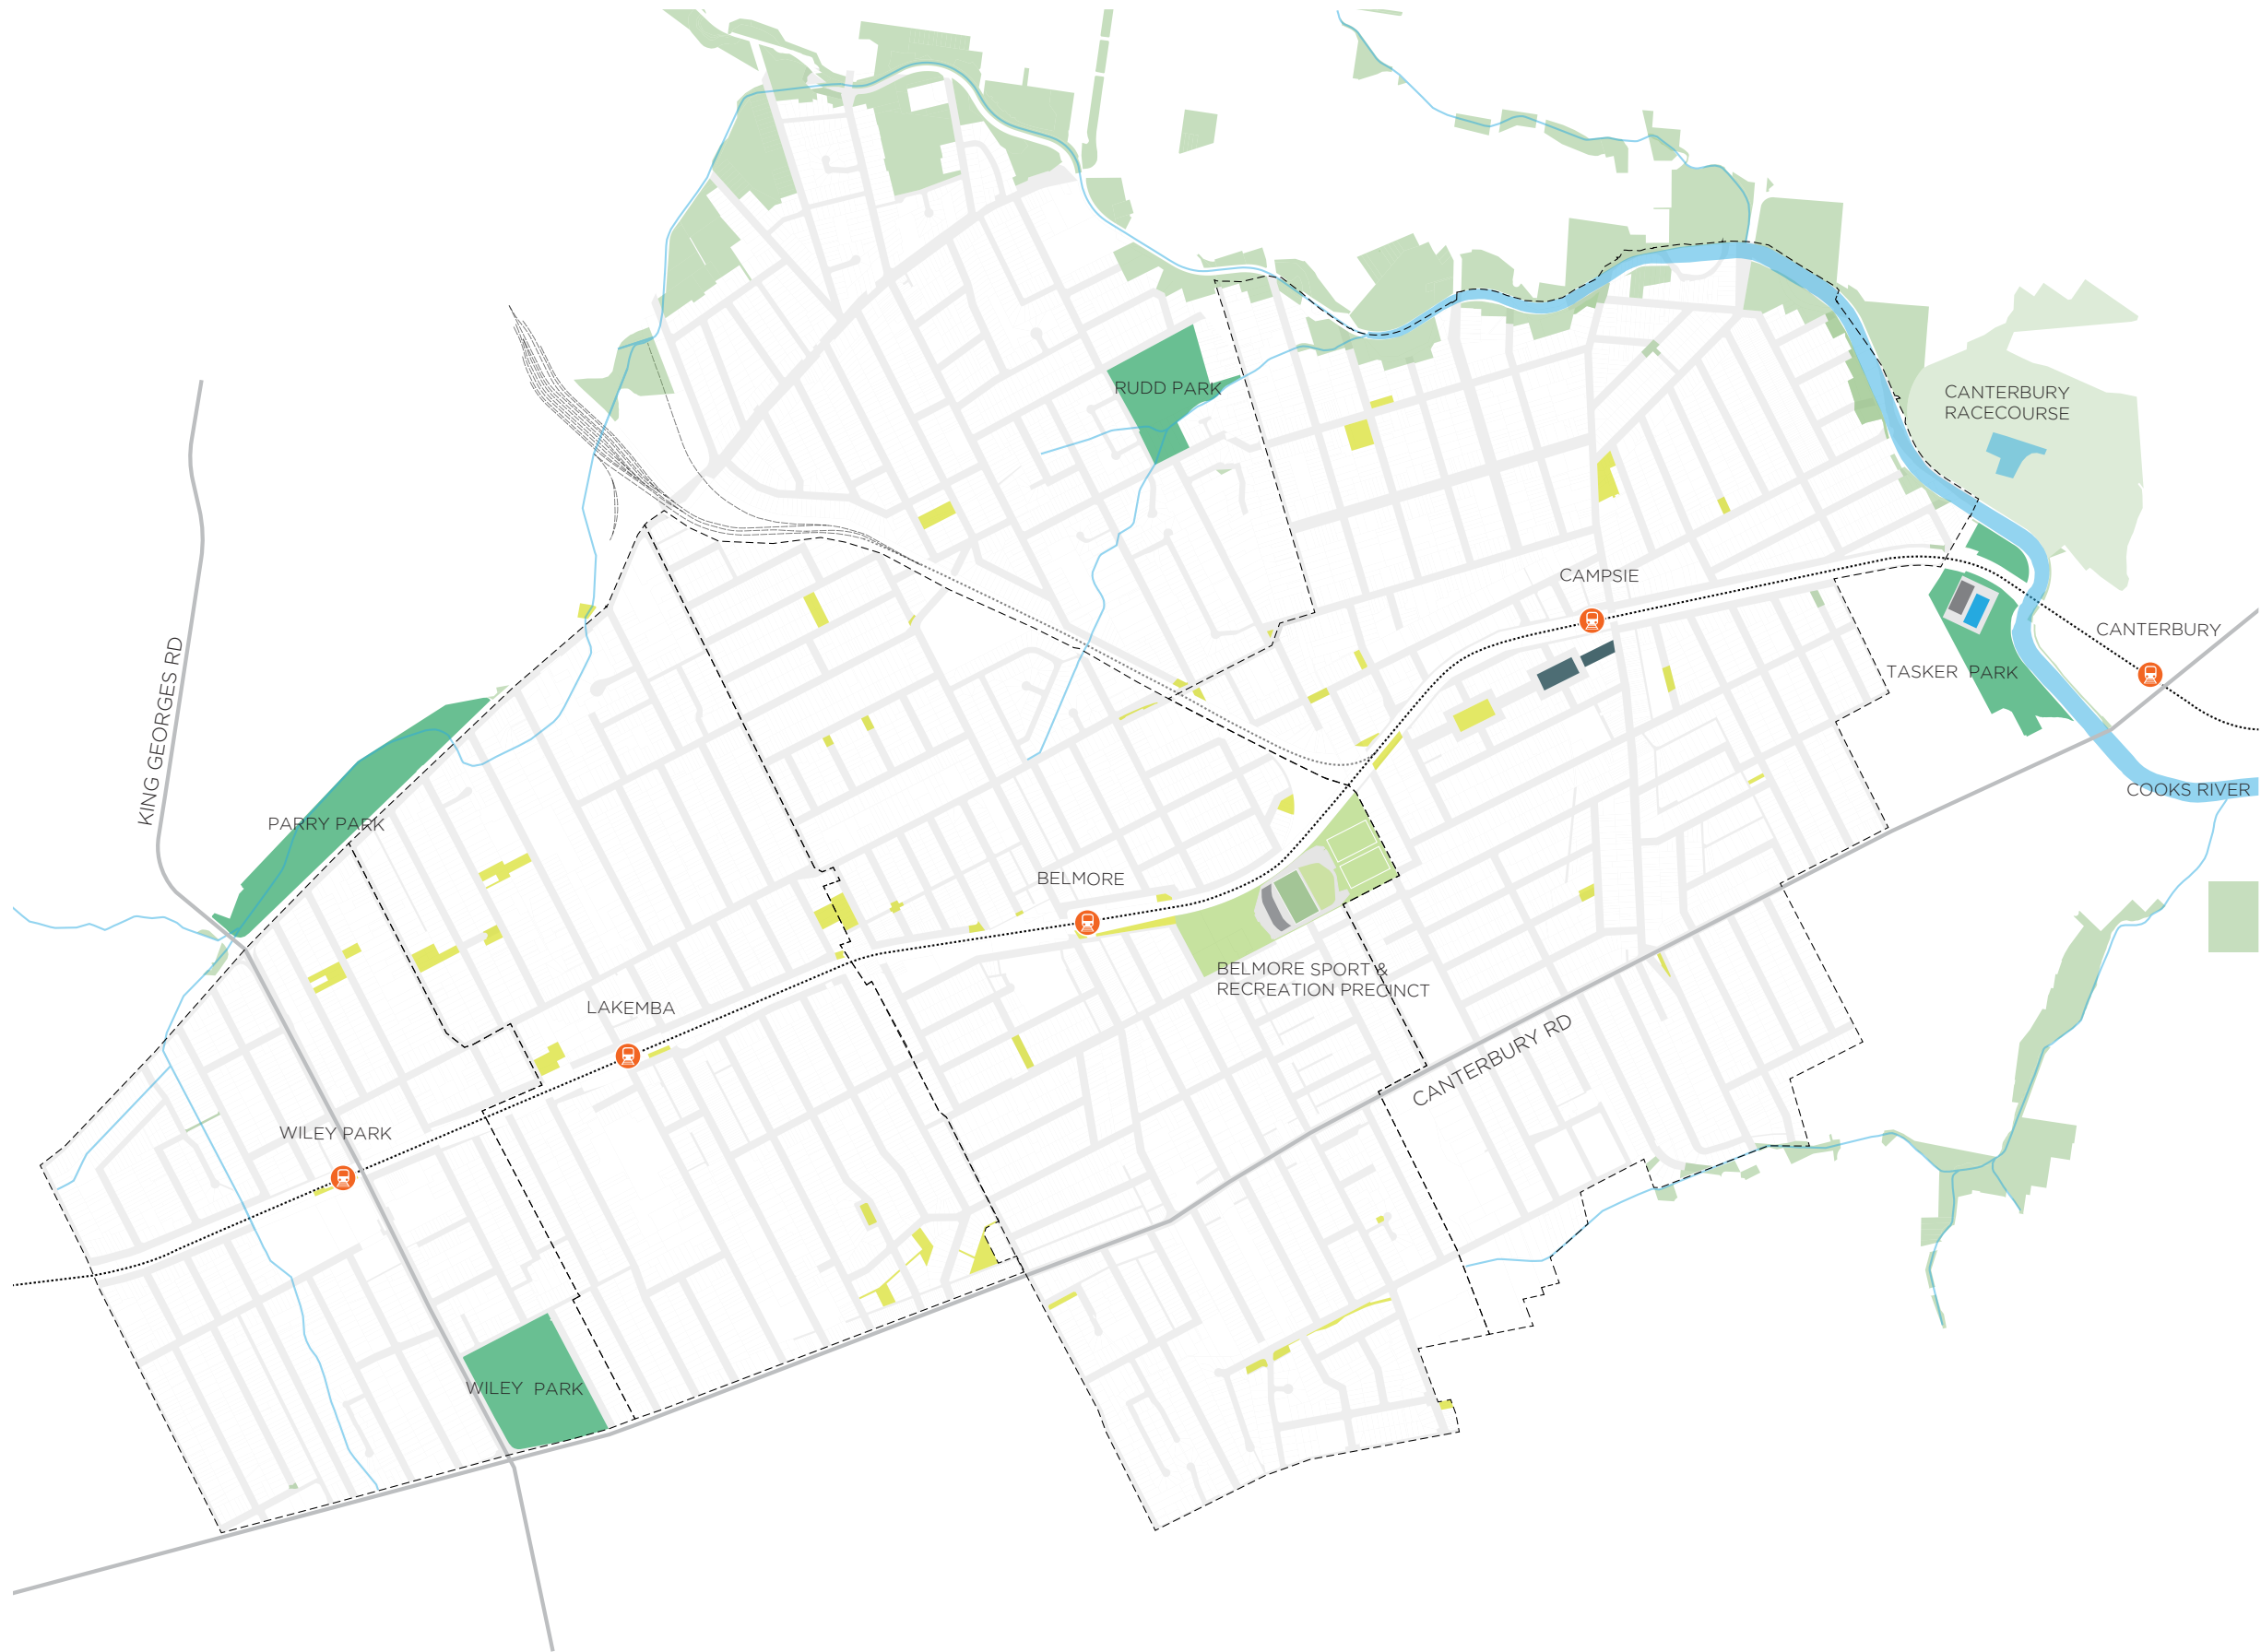 RUDD PARK
CANTERBURY
RACECOURSE
CAMPSIE
CANTERBURY
KING GEORGES RD
TASKER PARK
COOKS RIVER
PARRY PARK
BELMORE
BELMORE SPORT &
RECREATION PRECINCT
LAKEMBA
CANTERBURY RD
WILEY PARK
WILEY PARK